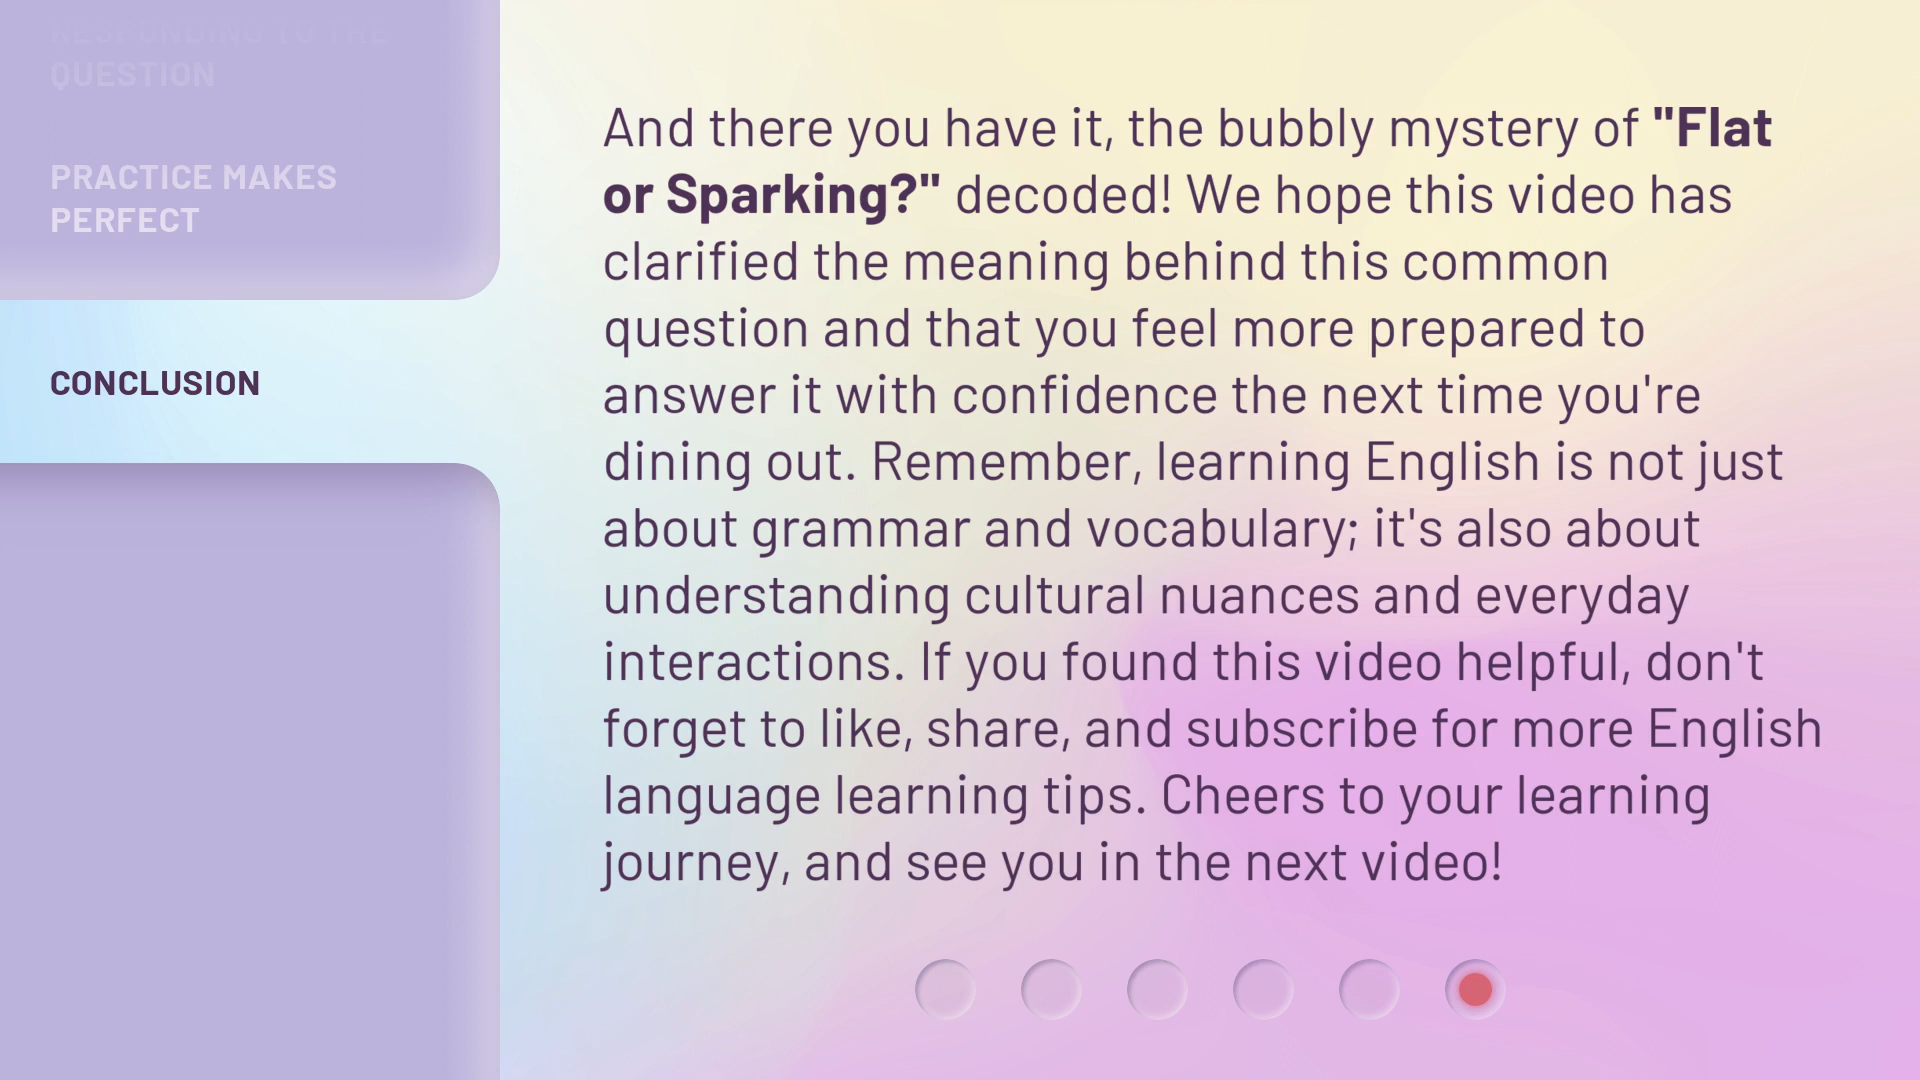 RESPONDING TO THE
QUESTION
PRACTICE MAKES
PERFECT
CONCLUSION
And there you have it, the bubbly mystery of "Flat
or Sparking?" decoded! We hope this video has
clarified the meaning behind this common
question and that you feel more prepared to
answer it with confidence the next time you're
dining out. Remember, learning English is not just
about grammar and vocabulary; it's also about
understanding cultural nuances and everyday
interactions. If you found this video helpful, don't
forget to like, share, and subscribe for more English
language learning tips. Cheers to your learning
journey, and see you in the next video!